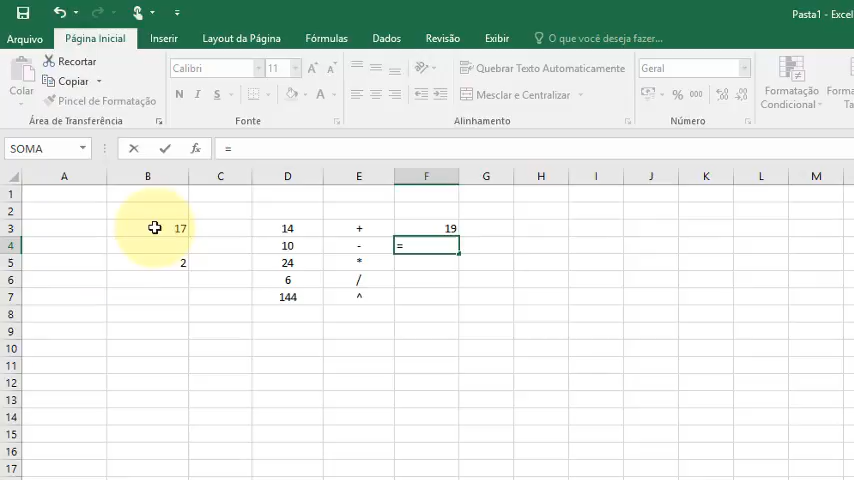 Pasta1 - Excel
Arquivo Página Inicial Inserir Layout da Página Fórmulas Dados Revisão Exibir O que você deseja fazer...
Colar
Recortar
Copiar
Pincel de Formatação
Área de Transferência
Calibri 11
N I S
A
Fonte
Quebrar Texto Automaticamente
Mesclar e Centralizar
Alinhamento
Geral
% 000
Número
Formatação
Condicional
Forma
Ta
SOMA fx =
A B C D E F G H I J K L M
1
2
3 17 14 + 19
4 10 - =
5 2 24 *
6 6 /
7 144 ^
8
9
10
11
12
13
14
15
16
17